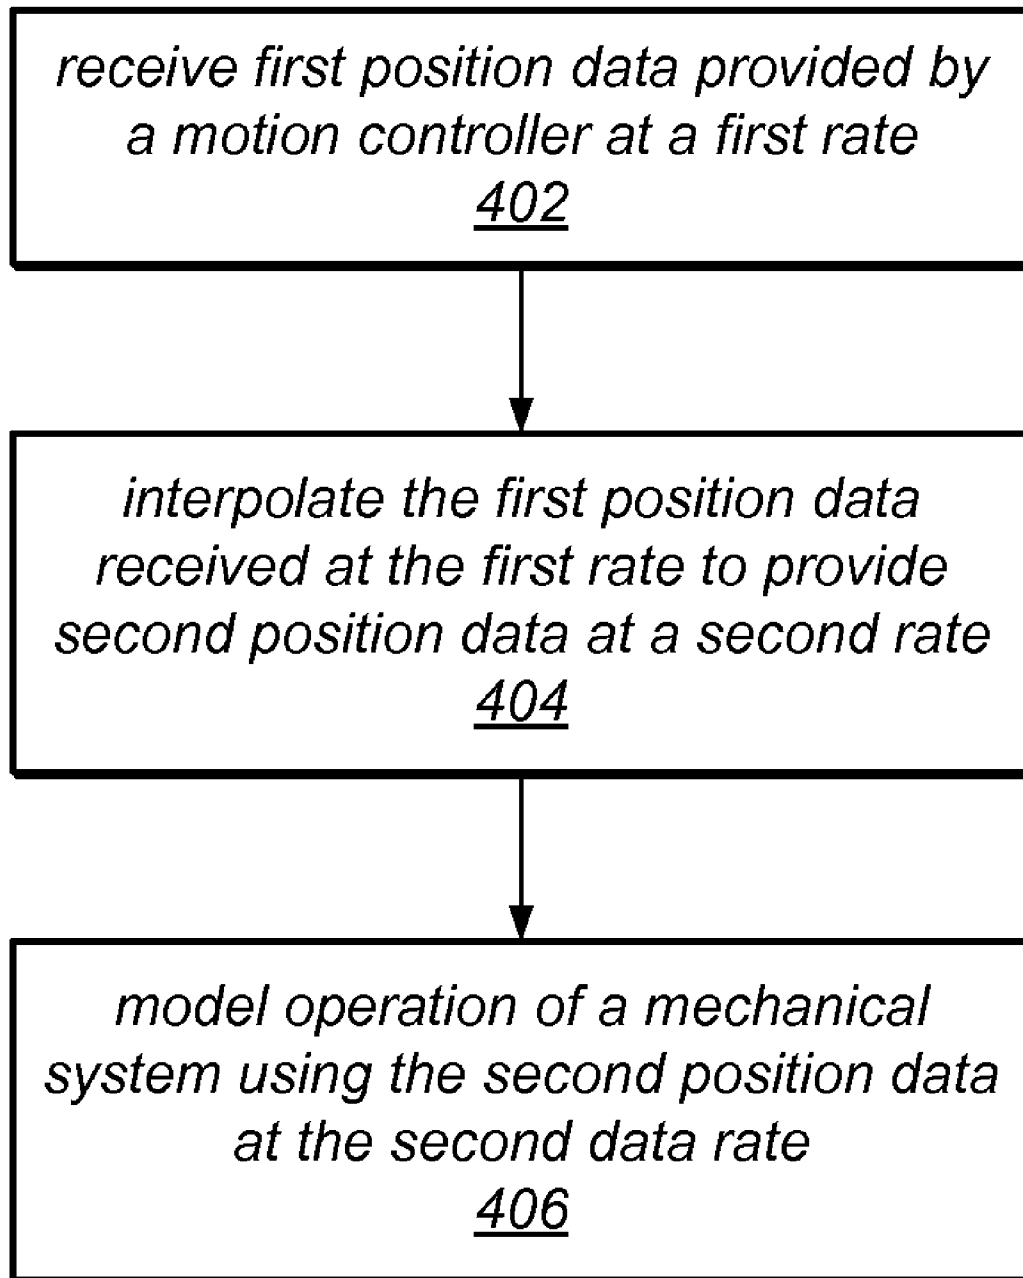 receive first position data provided by
a motion controller at a first rate
402
interpolate the first position data
received at the first rate to provide
second position data at a second rate
404
model operation of a mechanical
system using the second position data
at the second data rate
406